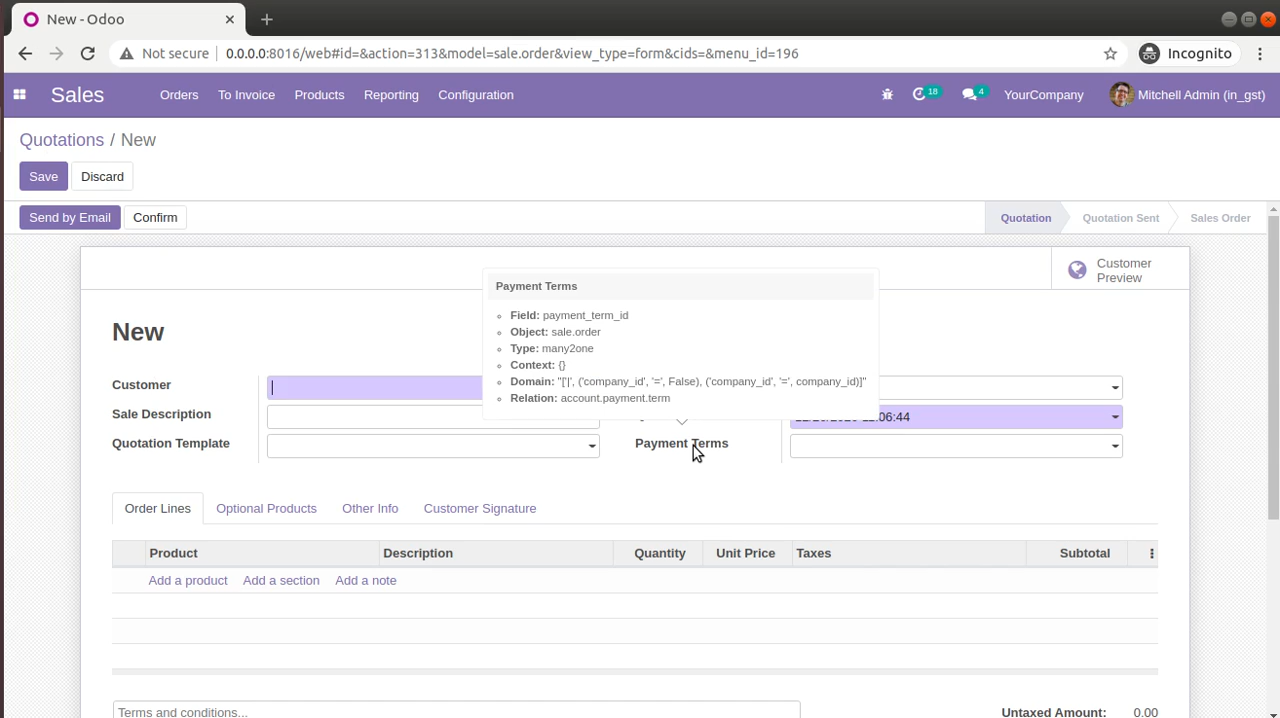 New - Odoo
Not secure
0.0.0.0:8016/web#id=&action=313&model=sale.order&view_type=form&cids=&menu_id=196
Incognito
Sales
Orders
To Invoice
Products
Reporting
Configuration
18
4
YourCompany
Mitchell Admin (in_gst)
Quotations / New
Save
Discard
Send by Email
Confirm
Quotation
Quotation Sent
Sales Order
Customer
Preview
Payment Terms
Field: payment_term_id
Object: sale.order
Type: many2one
Context: {}
Domain: "['|', ('company_id', '=', False), ('company_id', '=', company_id)]"
Relation: account.payment.term
New
Customer
Sale Description
Quotation Template
Payment Terms
Order Lines
Optional Products
Other Info
Customer Signature
Product
Description
Quantity
Unit Price
Taxes
Subtotal
Add a product
Add a section
Add a note
Terms and conditions...
Untaxed Amount:
0.00